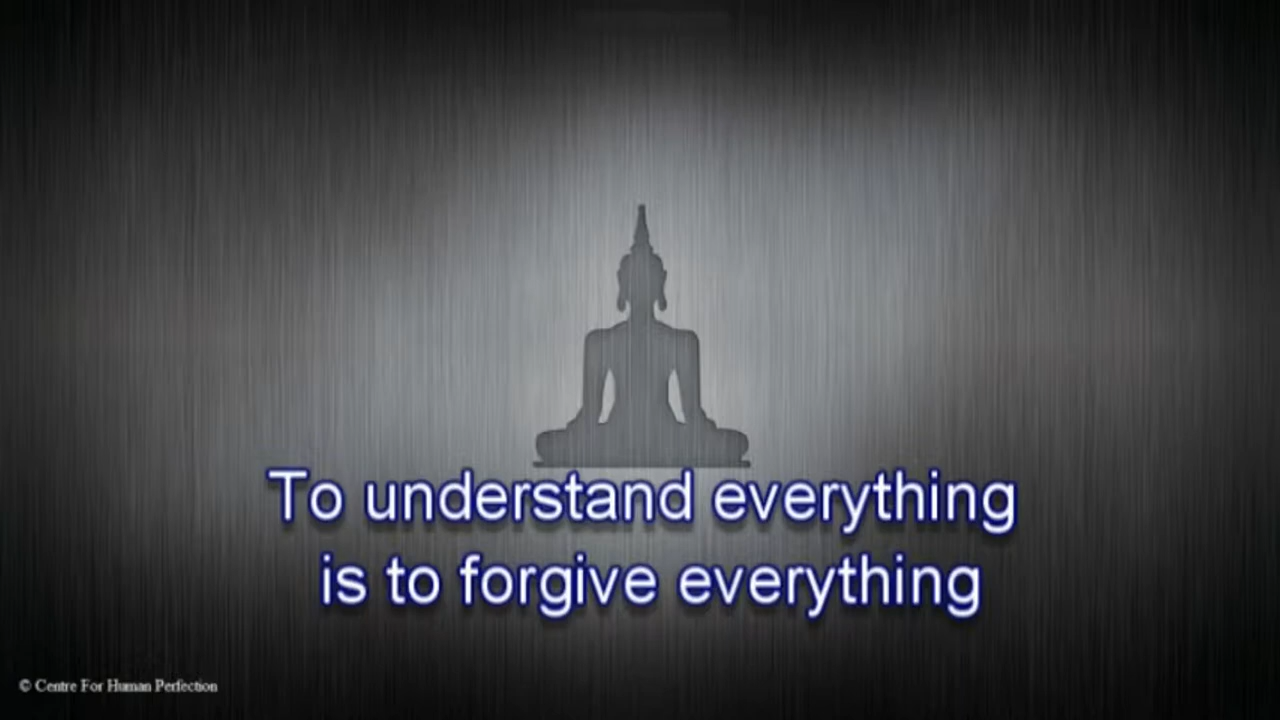 To understand everything
is to forgive everything
© Centre For Human Perfection